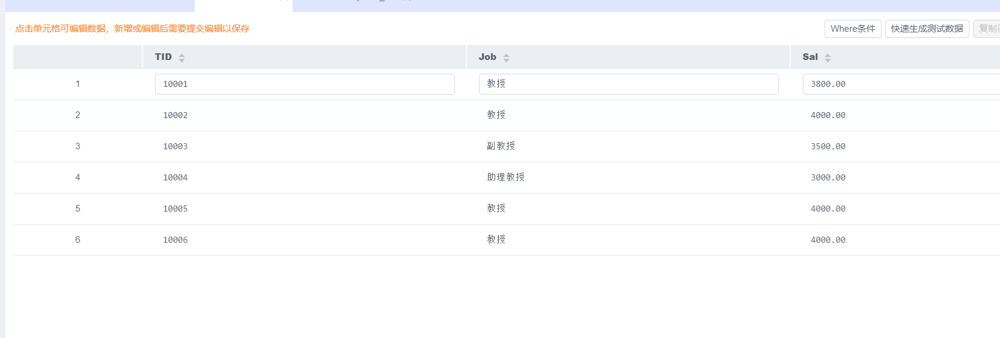 点击单元格可编辑数据，新增或编辑后需要提交编辑以保存
Where条件 快速生成测试数据 复制
TID Job Sal
1 10001 教授 3800.00
2 10002 教授 4000.00
3 10003 副教授 3500.00
4 10004 助理教授 3000.00
5 10005 教授 4000.00
6 10006 教授 4000.00